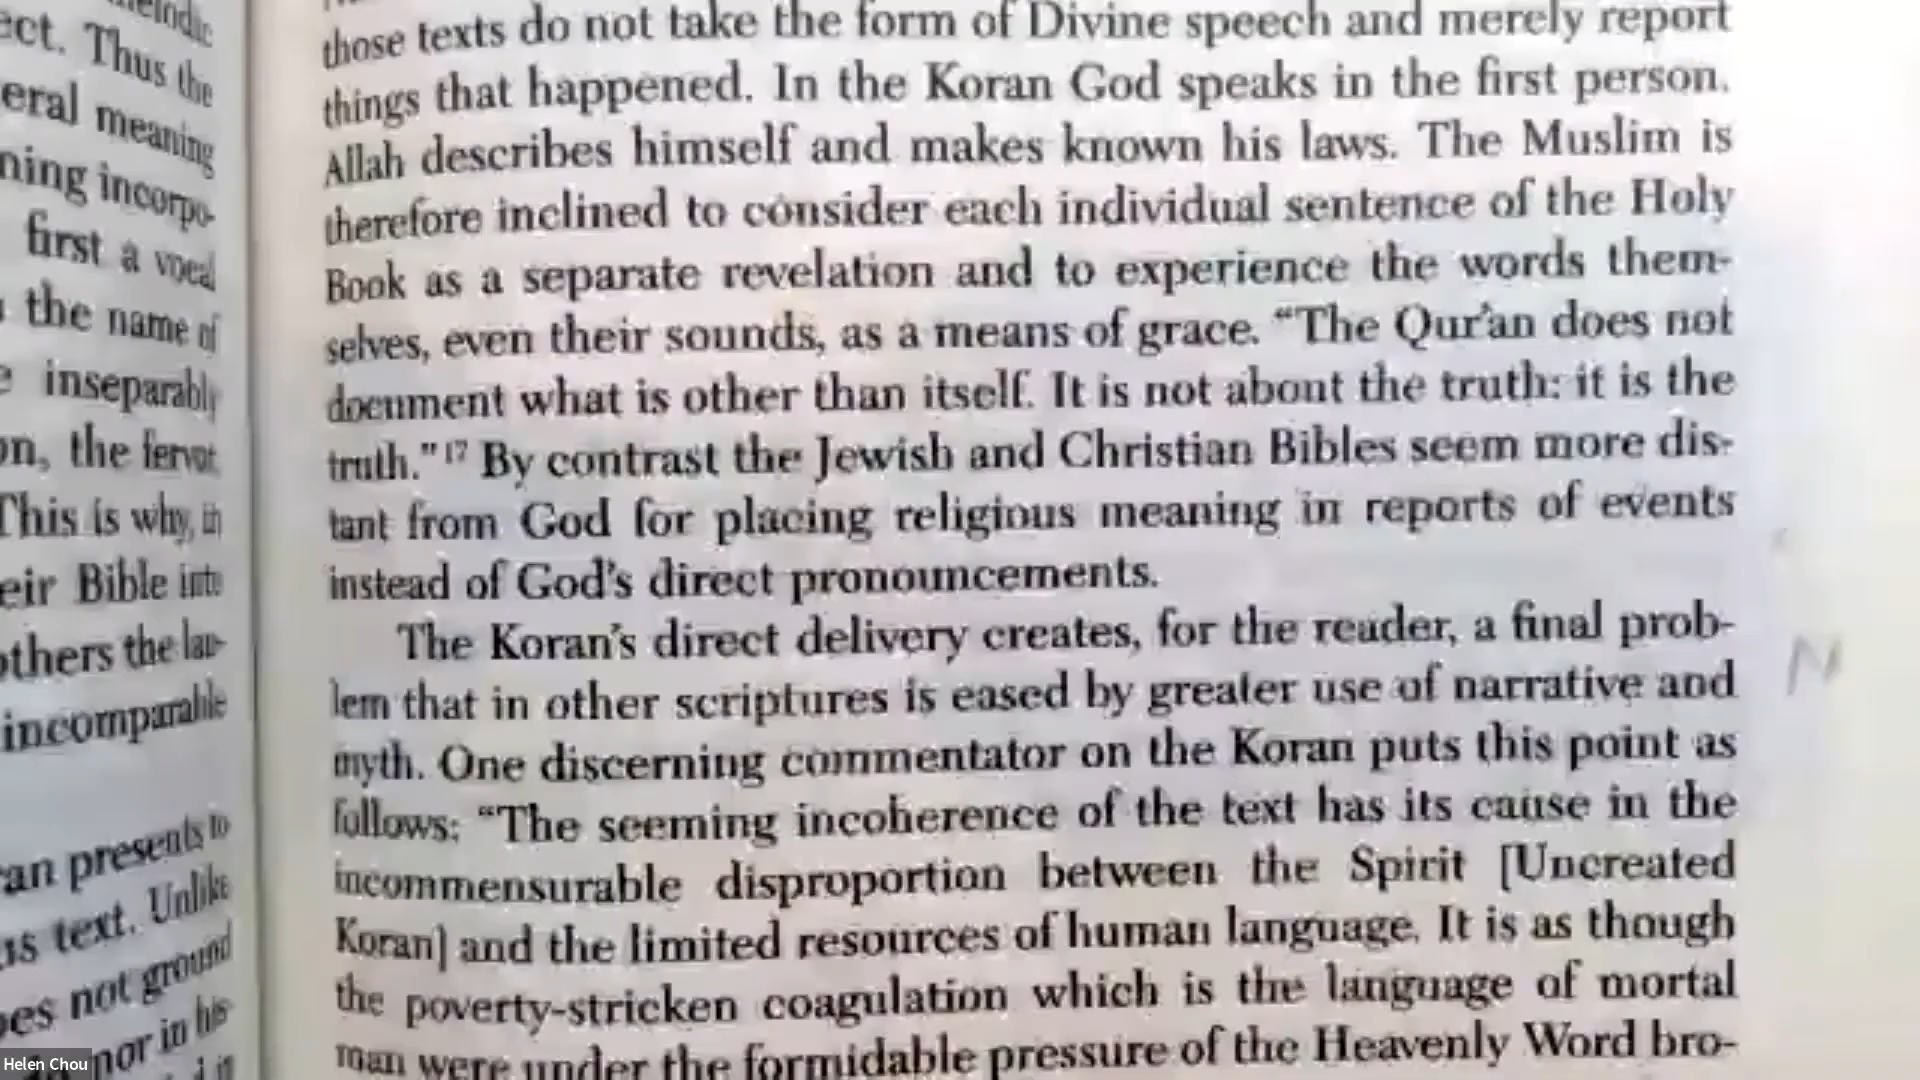 ect. Thus the
eral meaning
ning incorpo-
first a vocal
the name of
inseparably
on, the fervor
This is why, in
eir Bible into
others the lan-
incomparable
an presents to
is text. Unlike
oes not ground
nor in his
those texts do not take the form of Divine speech and merely report
things that happened. In the Koran God speaks in the first person.
Allah describes himself and makes known his laws. The Muslim is
therefore inclined to consider each individual sentence of the Holy
Book as a separate revelation and to experience the words them-
selves, even their sounds, as a means of grace. “The Qur'an does not
document what is other than itself. It is not about the truth: it is the
truth.”17 By contrast the Jewish and Christian Bibles seem more dis-
tant from God for placing religious meaning in reports of events
instead of God's direct pronouncements.
The Koran's direct delivery creates, for the reader, a final prob-
lem that in other scriptures is eased by greater use of narrative and
myth. One discerning commentator on the Koran puts this point as
follows: “The seeming incoherence of the text has its cause in the
incommensurable disproportion between the Spirit [Uncreated
Koran] and the limited resources of human language. It is as though
the poverty-stricken coagulation which is the language of mortal
man were under the formidable pressure of the Heavenly Word bro-
N
Helen Chou